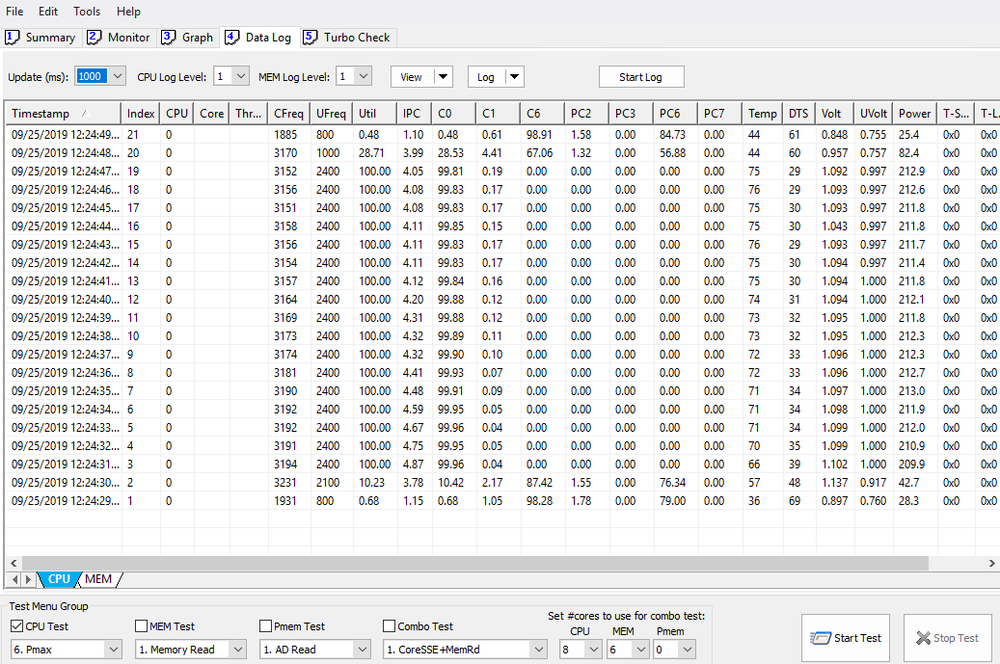 File Edit Tools Help
1 Summary 2 Monitor 3 Graph 4 Data Log 5 Turbo Check
Update (ms): 1000 CPU Log Level: 1 MEM Log Level: 1 View Log Start Log
Timestamp Index CPU Core Thr... CFreq UFreq Util IPC C0 C1 C6 PC2 PC3 PC6 PC7 Temp DTS Volt UVolt Power T-S... T-L.
09/25/2019 12:24:49... 21 0 1885 800 0.48 1.10 0.48 0.61 98.91 1.58 0.00 84.73 0.00 44 61 0.848 0.755 25.4 0x0 0x0
09/25/2019 12:24:48... 20 0 3170 1000 28.71 3.99 28.53 4.41 67.06 1.32 0.00 56.88 0.00 44 60 0.957 0.757 82.4 0x0 0x0
09/25/2019 12:24:47... 19 0 3152 2400 100.00 4.05 99.81 0.19 0.00 0.00 0.00 0.00 0.00 75 29 1.092 0.997 212.9 0x0 0x0
09/25/2019 12:24:46... 18 0 3156 2400 100.00 4.08 99.83 0.17 0.00 0.00 0.00 0.00 0.00 76 29 1.093 0.997 212.6 0x0 0x0
09/25/2019 12:24:45... 17 0 3151 2400 100.00 4.08 99.83 0.17 0.00 0.00 0.00 0.00 0.00 75 30 1.093 0.997 211.8 0x0 0x0
09/25/2019 12:24:44... 16 0 3158 2400 100.00 4.11 99.85 0.15 0.00 0.00 0.00 0.00 0.00 75 30 1.043 0.997 211.8 0x0 0x0
09/25/2019 12:24:43... 15 0 3156 2400 100.00 4.11 99.83 0.17 0.00 0.00 0.00 0.00 0.00 76 29 1.093 0.997 211.7 0x0 0x0
09/25/2019 12:24:42... 14 0 3154 2400 100.00 4.11 99.83 0.17 0.00 0.00 0.00 0.00 0.00 75 30 1.094 0.997 211.4 0x0 0x0
09/25/2019 12:24:41... 13 0 3157 2400 100.00 4.12 99.84 0.16 0.00 0.00 0.00 0.00 0.00 75 30 1.094 1.000 211.8 0x0 0x0
09/25/2019 12:24:40... 12 0 3164 2400 100.00 4.20 99.88 0.12 0.00 0.00 0.00 0.00 0.00 74 31 1.094 1.000 212.1 0x0 0x0
09/25/2019 12:24:39... 11 0 3169 2400 100.00 4.31 99.88 0.12 0.00 0.00 0.00 0.00 0.00 73 32 1.095 1.000 211.8 0x0 0x0
09/25/2019 12:24:38... 10 0 3173 2400 100.00 4.32 99.89 0.11 0.00 0.00 0.00 0.00 0.00 73 32 1.095 1.000 212.3 0x0 0x0
09/25/2019 12:24:37... 9 0 3174 2400 100.00 4.32 99.90 0.10 0.00 0.00 0.00 0.00 0.00 72 33 1.096 1.000 212.3 0x0 0x0
09/25/2019 12:24:36... 8 0 3181 2400 100.00 4.41 99.93 0.07 0.00 0.00 0.00 0.00 0.00 72 33 1.096 1.000 212.7 0x0 0x0
09/25/2019 12:24:35... 7 0 3190 2400 100.00 4.48 99.91 0.09 0.00 0.00 0.00 0.00 0.00 71 34 1.097 1.000 213.0 0x0 0x0
09/25/2019 12:24:34... 6 0 3192 2400 100.00 4.59 99.95 0.05 0.00 0.00 0.00 0.00 0.00 71 34 1.098 1.000 211.9 0x0 0x0
09/25/2019 12:24:33... 5 0 3192 2400 100.00 4.67 99.96 0.04 0.00 0.00 0.00 0.00 0.00 71 34 1.099 1.000 212.0 0x0 0x0
09/25/2019 12:24:32... 4 0 3191 2400 100.00 4.75 99.95 0.05 0.00 0.00 0.00 0.00 0.00 70 35 1.099 1.000 210.9 0x0 0x0
09/25/2019 12:24:31... 3 0 3194 2400 100.00 4.87 99.96 0.04 0.00 0.00 0.00 0.00 0.00 66 39 1.102 1.000 209.9 0x0 0x0
09/25/2019 12:24:30... 2 0 3231 2100 10.23 3.78 10.42 2.17 87.42 1.55 0.00 76.34 0.00 57 48 1.137 0.917 42.7 0x0 0x0
09/25/2019 12:24:29... 1 0 1931 800 0.68 1.15 0.68 1.05 98.28 1.78 0.00 79.00 0.00 36 69 0.897 0.760 28.3 0x0 0x0
CPU MEM
Test Menu Group
CPU Test MEM Test Pmem Test Combo Test Set #cores to use for combo test:
CPU MEM Pmem
6. Pmax 1. Memory Read 1. AD Read 1. CoreSSE+MemRd 8 6 0 Start Test Stop Test